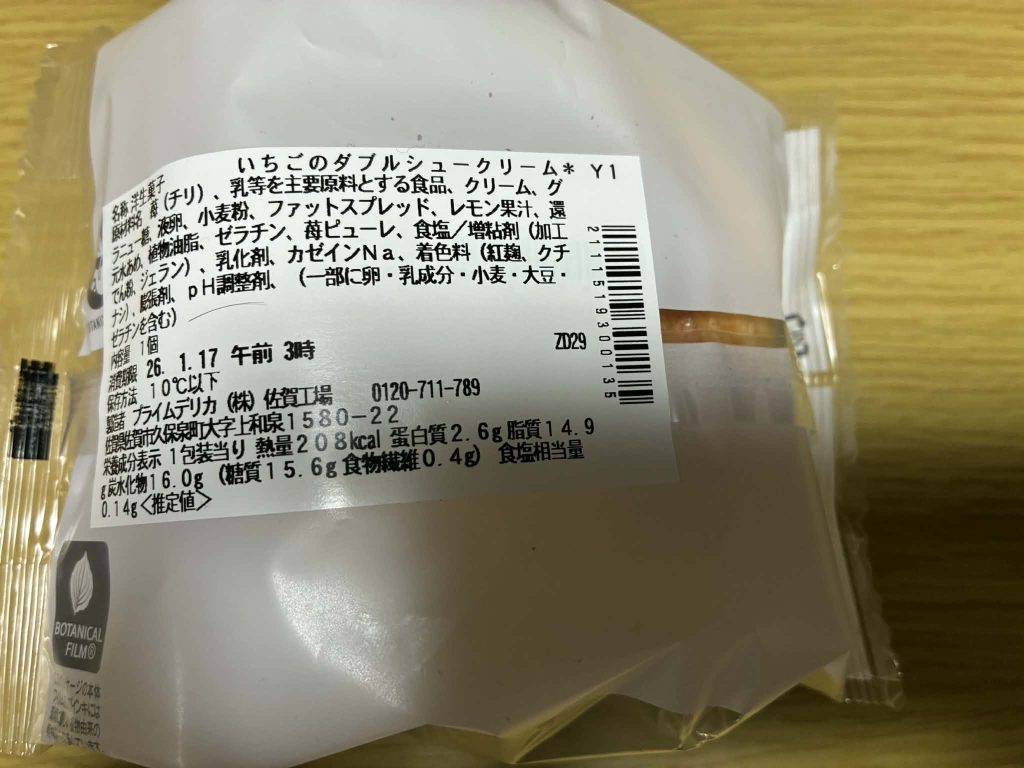 いちごのダブルシュークリーム* Y1
名称 洋生菓子
原材料名 苺(チリ)、乳等を主要原料とする食品、クリーム、グ
ラニュー糖、液卵、小麦粉、ファットスプレッド、レモン果汁、還
元水あめ、植物油脂、ゼラチン、苺ピューレ、食塩/増粘剤(加工
でん粉、ジェラン)、乳化剤、カゼインNa、着色料(紅麹、クチ
ナシ)、膨張剤、pH調整剤、(一部に卵・乳成分・小麦・大豆・
ゼラチンを含む)
内容量 1個
消費期限 26. 1.17 午前 3時
ZD29
保存方法 10℃以下
製造者 プライムデリカ(株)佐賀工場 0120-711-789
佐賀県佐賀市久保泉町大字上和泉1580-22
栄養成分表示 1包装当り 熱量208kcal 蛋白質2.6g 脂質14.9
g 炭水化物16.0g (糖質15.6g 食物繊維0.4g) 食塩相当量
0.14g<推定値>
2111519300135
BOTANICAL
FILM®